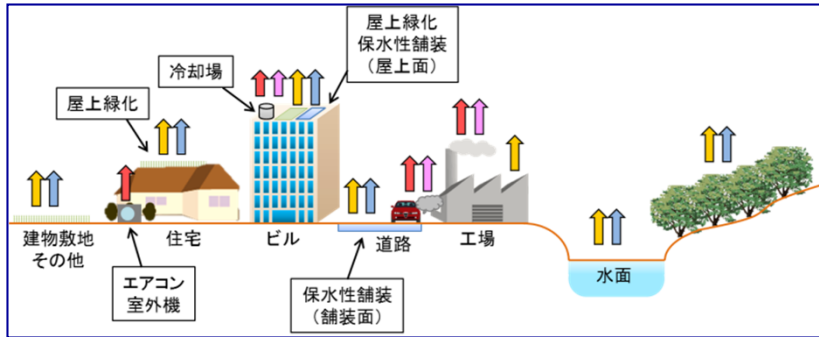 屋上緑化
保水性舗装
（屋上面）
冷却場
屋上緑化
建物敷地
その他
住宅
ビル
道路
工場
水面
エアコン
室外機
保水性舗装
（舗装面）